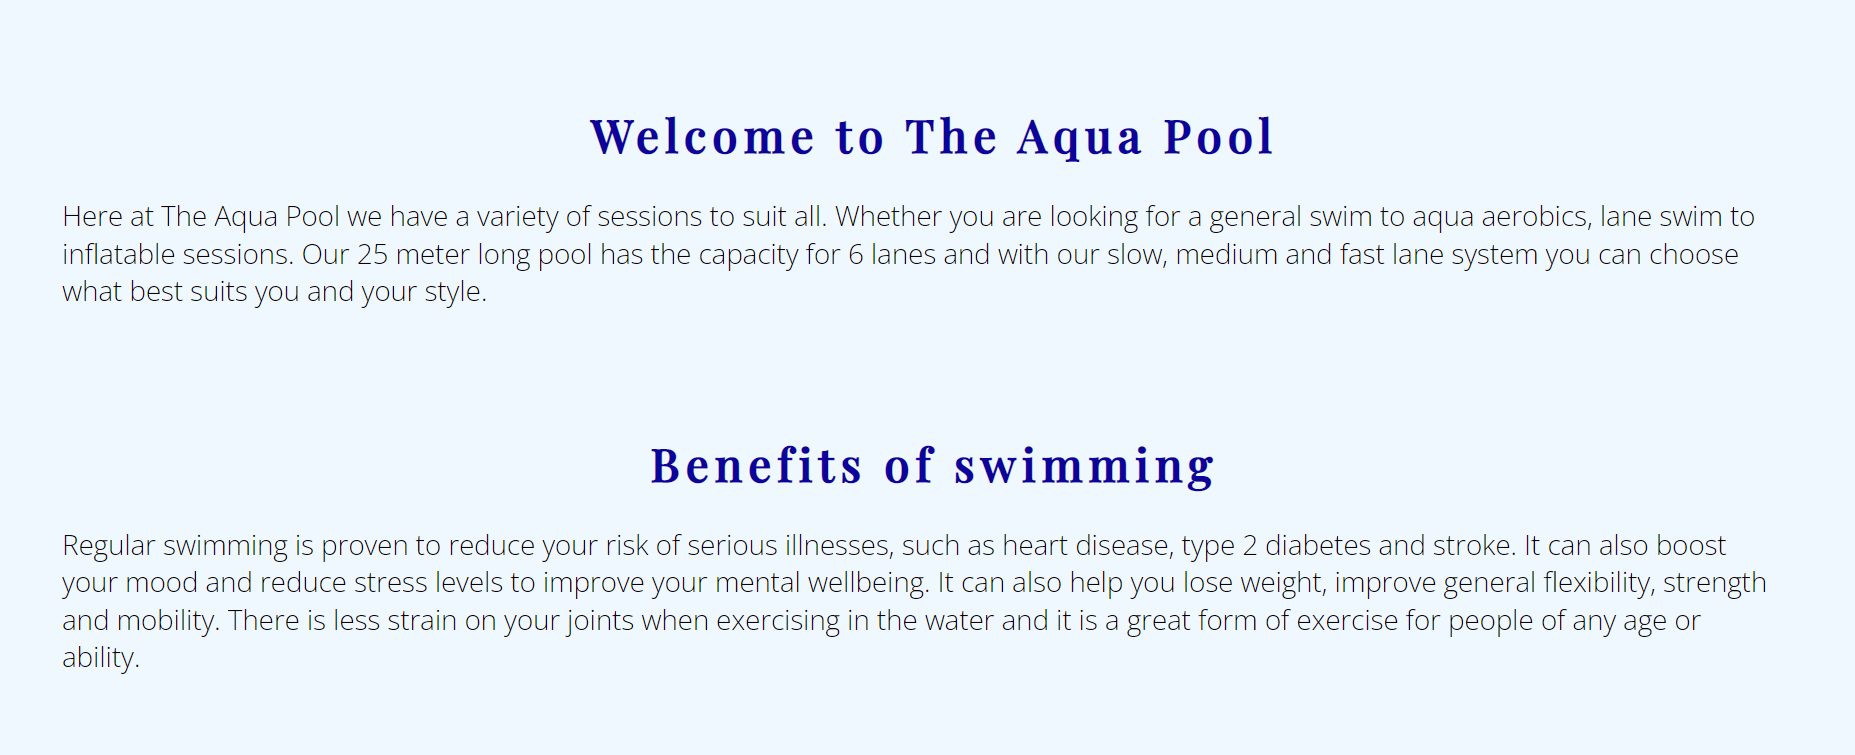 Welcome to The Aqua Pool
Here at The Aqua Pool we have a variety of sessions to suit all. Whether you are looking for a general swim to aqua aerobics, lane swim to
inflatable sessions. Our 25 meter long pool has the capacity for 6 lanes and with our slow, medium and fast lane system you can choose
what best suits you and your style.
Benefits of swimming
Regular swimming is proven to reduce your risk of serious illnesses, such as heart disease, type 2 diabetes and stroke. It can also boost
your mood and reduce stress levels to improve your mental wellbeing. It can also help you lose weight, improve general flexibility, strength
and mobility. There is less strain on your joints when exercising in the water and it is a great form of exercise for people of any age or
ability.